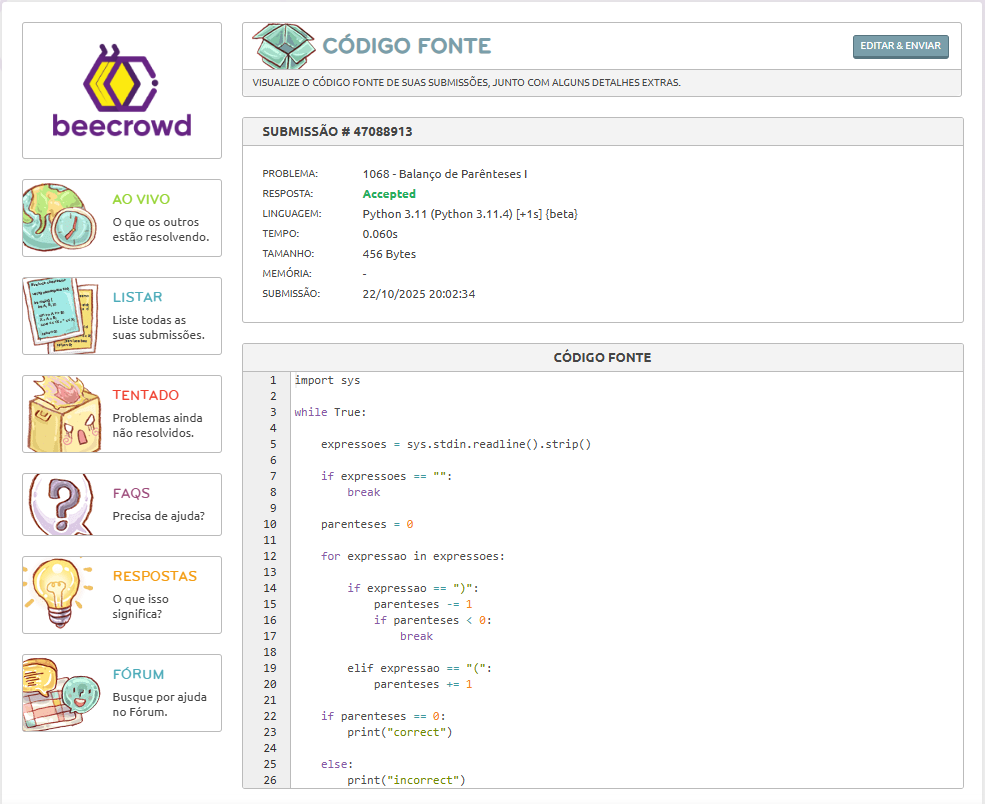 beecrowd
AO VIVO
O que os outros
estão resolvendo.
LISTAR
Liste todas as
suas submissões.
TENTADO
Problemas ainda
não resolvidos.
FAQS
Precisa de ajuda?
RESPOSTAS
O que isso
significa?
FÓRUM
Busque por ajuda
no Fórum.
CÓDIGO FONTE
EDITAR & ENVIAR
VISUALIZE O CÓDIGO FONTE DE SUAS SUBMISSÕES, JUNTO COM ALGUNS DETALHES EXTRAS.
SUBMISSÃO # 47088913
PROBLEMA: 1068 - Balanço de Parênteses I
RESPOSTA: Accepted
LINGUAGEM: Python 3.11 (Python 3.11.4) [+1s] {beta}
TEMPO: 0.060s
TAMANHO: 456 Bytes
MEMÓRIA: -
SUBMISSÃO: 22/10/2025 20:02:34
CÓDIGO FONTE
1 import sys
2
3 while True:
4
5     expressoes = sys.stdin.readline().strip()
6
7     if expressoes == "":
8         break
9
10     parenteses = 0
11
12     for expressao in expressoes:
13
14         if expressao == ")":
15             parenteses -= 1
16             if parenteses < 0:
17                 break
18
19         elif expressao == "(":
20             parenteses += 1
21
22     if parenteses == 0:
23         print("correct")
24
25     else:
26         print("incorrect")